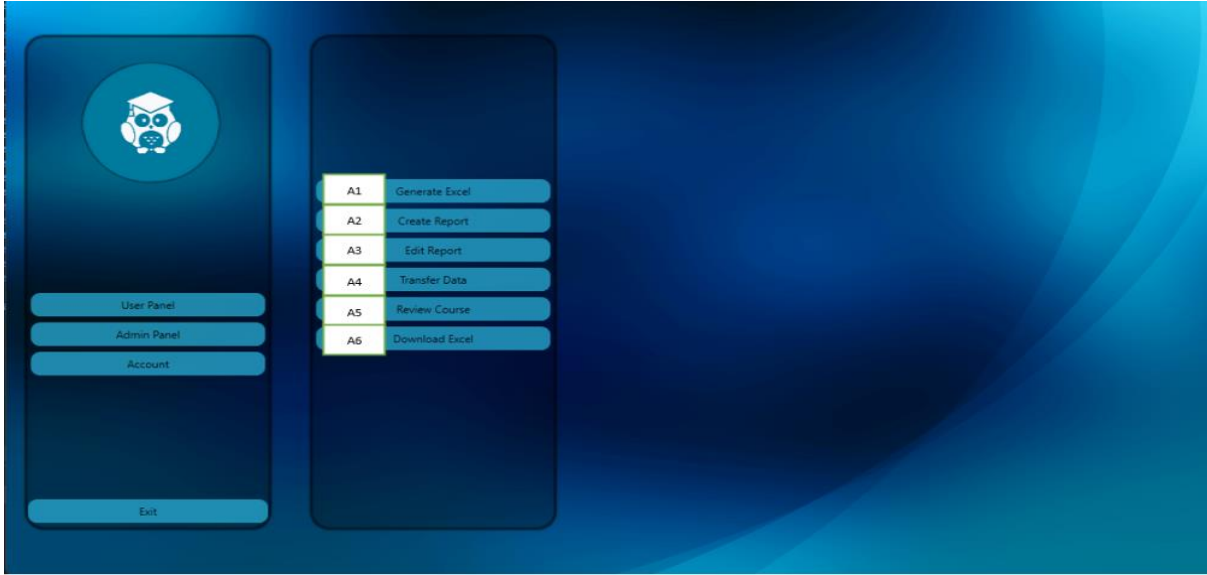 A1 Generate Excel
A2 Create Report
A3 Edit Report
A4 Transfer Data
A5 Review Course
A6 Download Excel
User Panel
Admin Panel
Account
Exit